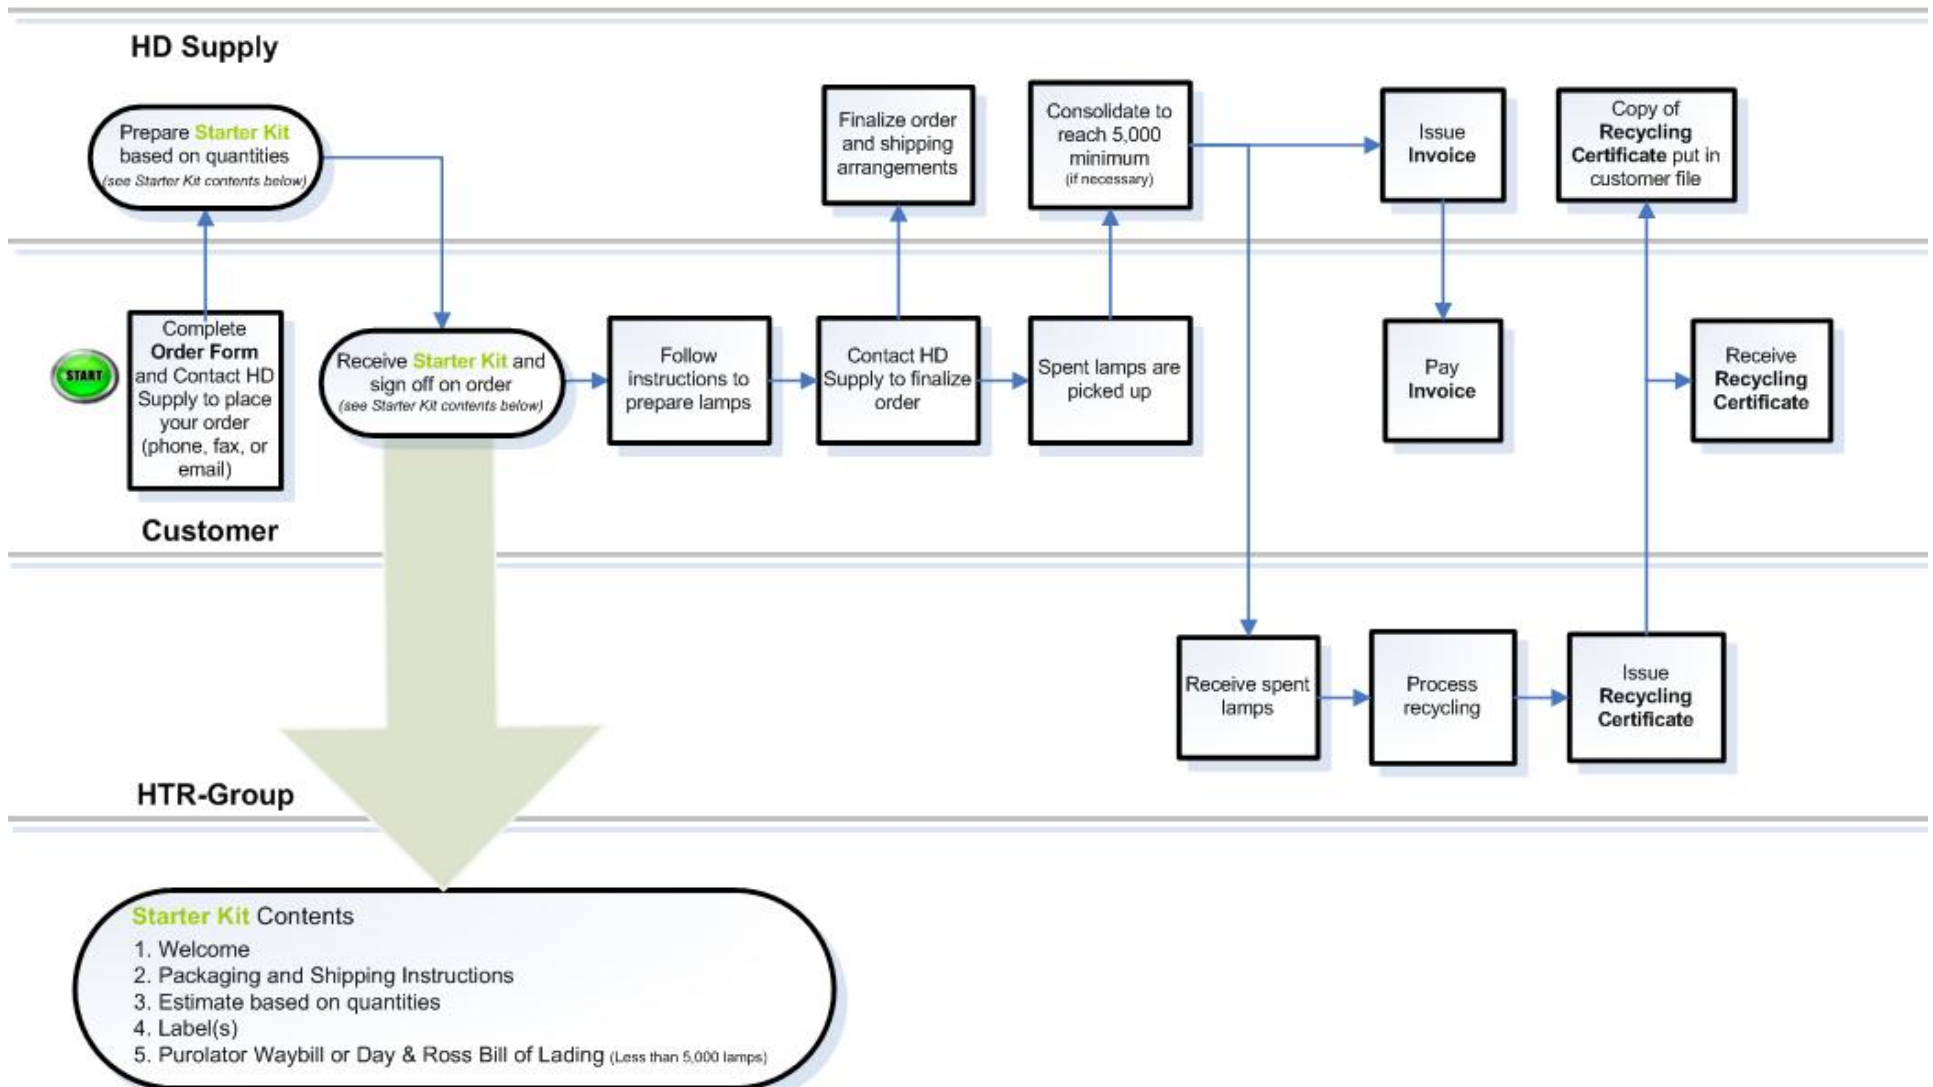 HD Supply
Prepare Starter Kit
based on quantities
(see Starter Kit contents below)
Finalize order
and shipping
arrangements
Consolidate to
reach 5,000
minimum
(if necessary)
Issue
Invoice
Copy of
Recycling
Certificate put in
customer file
START
Complete
Order Form
and Contact HD
Supply to place
your order
(phone, fax, or
email)
Receive Starter Kit and
sign off on order
(see Starter Kit contents below)
Follow
instructions to
prepare lamps
Contact HD
Supply to finalize
order
Spent lamps are
picked up
Pay
Invoice
Receive
Recycling
Certificate
Customer
Receive spent
lamps
Process
recycling
Issue
Recycling
Certificate
HTR-Group
Starter Kit Contents
1. Welcome
2. Packaging and Shipping Instructions
3. Estimate based on quantities
4. Label(s)
5. Purolator Waybill or Day & Ross Bill of Lading (Less than 5,000 lamps)